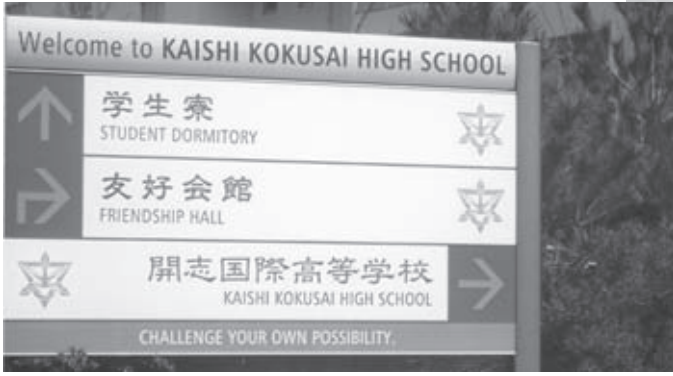 Welcome to KAISHI KOKUSAI HIGH SCHOOL
学生寮
STUDENT DORMITORY
友好会館
FRIENDSHIP HALL
開志国際高等学校
KAISHI KOKUSAI HIGH SCHOOL
CHALLENGE YOUR OWN POSSIBILITY.